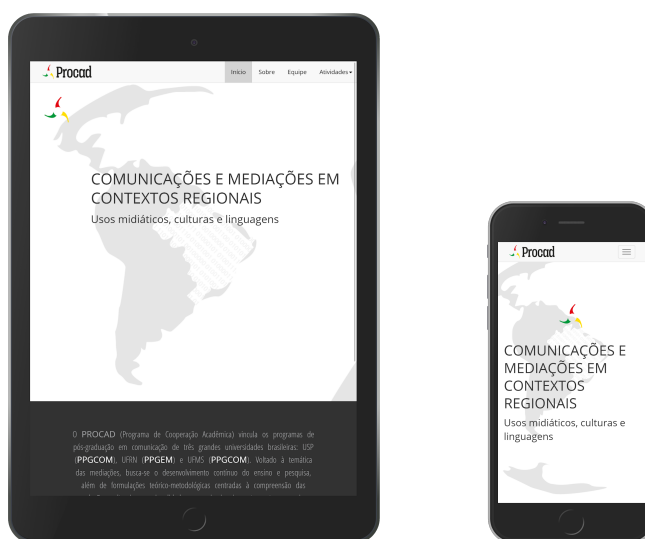 Procad
Início Sobre Equipe Atividades
COMUNICAÇÕES E MEDIAÇÕES EM
CONTEXTOS REGIONAIS
Usos midiáticos, culturas e linguagens
O PROCAD (Programa de Cooperação Acadêmica) vincula os programas de
pós-graduação em comunicação de três grandes universidades brasileiras: USP
(PPGCOM), UFRN (PPGEM) e UFMS (PPGCOM). Voltado à temática
das mediações, busca-se o desenvolvimento contínuo do ensino e pesquisa,
além de formulações teórico-metodológicas centradas à compreensão das
Procad
COMUNICAÇÕES E
MEDIAÇÕES EM
CONTEXTOS
REGIONAIS
Usos midiáticos, culturas e
linguagens